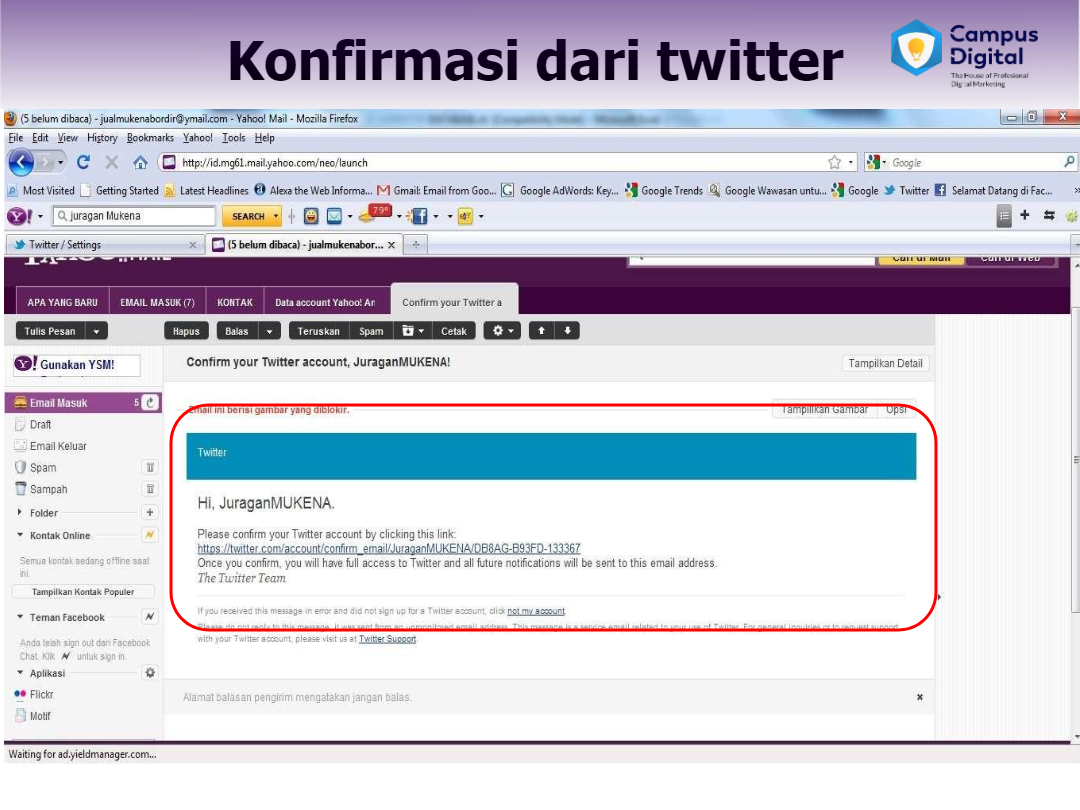 Konfirmasi dari twitter
Campus
Digital
The House of Profesional
Digital Marketing
(5 belum dibaca) - jualmukenabordir@ymail.com - Yahoo! Mail - Mozilla Firefox
File Edit View History Bookmarks Yahoo! Tools Help
http://id.mg61.mail.yahoo.com/neo/launch
Google
Most Visited Getting Started Latest Headlines Alexa the Web Informa... Gmail: Email from Goo... Google AdWords: Key... Google Trends Google Wawasan untu... Google Twitter Selamat Datang di Fac... »
juragan Mukena SEARCH 79°
Twitter / Settings × (5 belum dibaca) - jualmukenabor... ×
YAHOO! MAIL Cari di Mail Cari di Web
APA YANG BARU EMAIL MASUK (7) KONTAK Data account Yahoo! An Confirm your Twitter a
Tulis Pesan Hapus Balas Teruskan Spam Cetak
Gunakan YSM!
Confirm your Twitter account, JuraganMUKENA! Tampilkan Detail
Email Masuk 5
Email ini berisi gambar yang diblokir. Tampilkan Gambar Opsi
Draft
Email Keluar
Spam
Sampah
Folder
Kontak Online
Semua kontak sedang offline saat
ini.
Tampilkan Kontak Populer
Teman Facebook
Anda telah sign out dari Facebook
Chat. Klik untuk sign in.
Aplikasi
Flickr
Motif
Twitter
Hi, JuraganMUKENA.
Please confirm your Twitter account by clicking this link:
https://twitter.com/account/confirm_email/JuraganMUKENA/DB8AG-B93FD-133367
Once you confirm, you will have full access to Twitter and all future notifications will be sent to this email address.
The Twitter Team
If you received this message in error and did not sign up for a Twitter account, click not my account.
Please do not reply to this message; it was sent from an unmonitored email address. This message is a service email related to your use of Twitter. For general inquiries or to request support
with your Twitter account, please visit us at Twitter Support.
Alamat balasan pengirim mengatakan jangan balas.
Waiting for ad.yieldmanager.com...